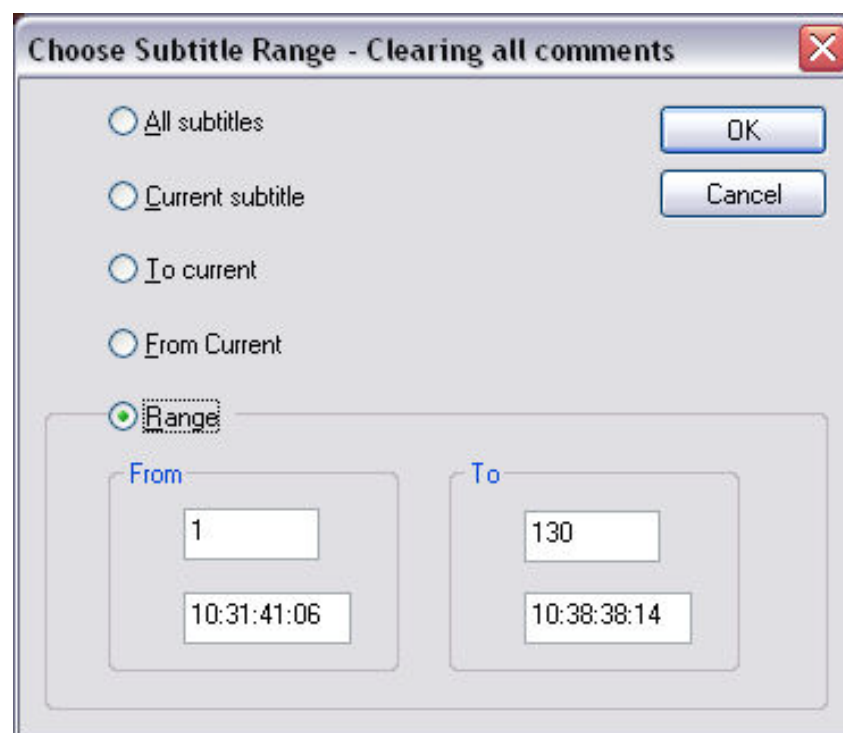 Choose Subtitle Range - Clearing all comments
All subtitles
OK
Current subtitle
Cancel
To current
From Current
Range
From
To
1
130
10:31:41:06
10:38:38:14